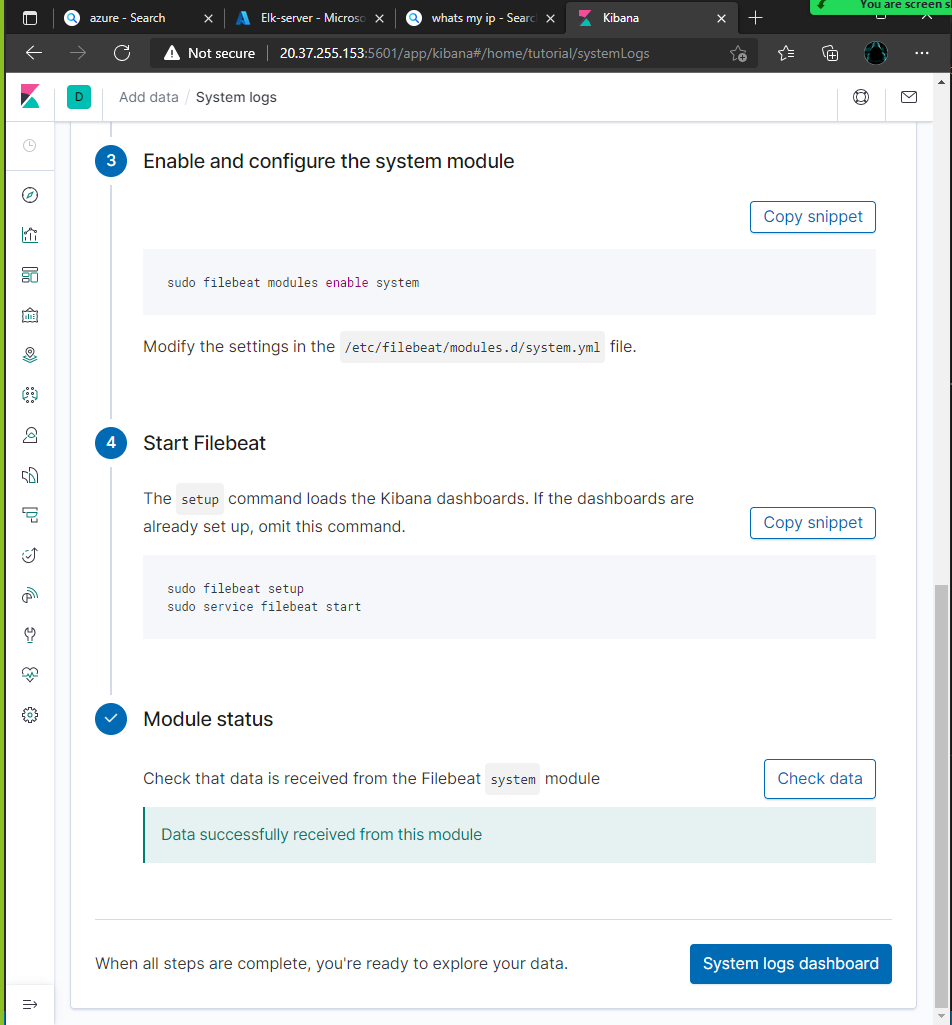 You are screen s
azure - Search
Elk-server - Microso
whats my ip - Searc
Kibana
Not secure
20.37.255.153:5601/app/kibana#/home/tutorial/systemLogs
D
Add data / System logs
3
Enable and configure the system module
Copy snippet
sudo filebeat modules enable system
Modify the settings in the /etc/filebeat/modules.d/system.yml file.
4
Start Filebeat
The setup command loads the Kibana dashboards. If the dashboards are
already set up, omit this command.
Copy snippet
sudo filebeat setup
sudo service filebeat start
Module status
Check that data is received from the Filebeat system module
Check data
Data successfully received from this module
When all steps are complete, you're ready to explore your data.
System logs dashboard